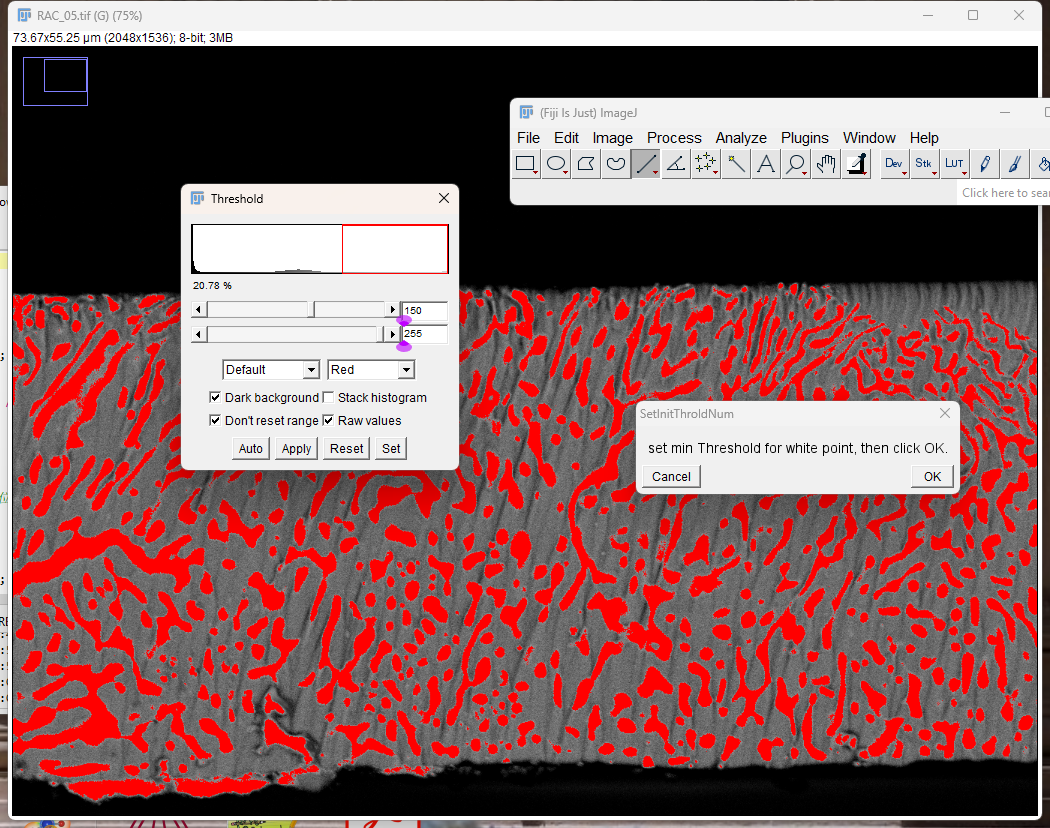 RAC_05.tif (G) (75%)
73.67x55.25 µm (2048x1536); 8-bit; 3MB
(Fiji Is Just) ImageJ
File Edit Image Process Analyze Plugins Window Help
Dev Stk LUT
Click here to sea
Threshold
20.78 %
150
255
Default Red
Dark background Stack histogram
Don't reset range Raw values
Auto Apply Reset Set
SetInitThroldNum
set min Threshold for white point, then click OK.
Cancel OK